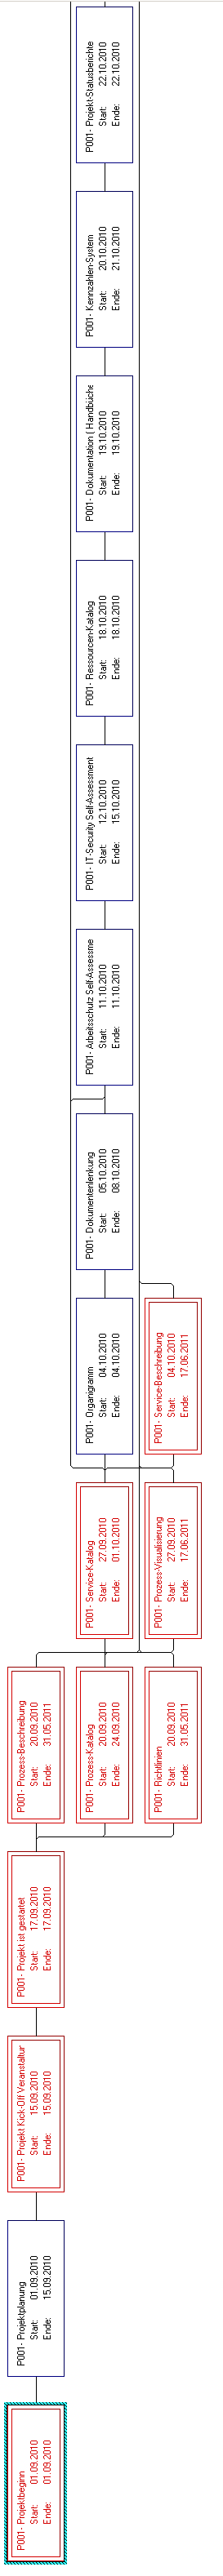 P001- Projektbeginn
Start: 01.09.2010
Ende: 01.09.2010
P001- Projektplanung
Start: 01.09.2010
Ende: 15.09.2010
P001- Projekt Kick-Off Veranstaltur
Start: 15.09.2010
Ende: 15.09.2010
P001- Projekt ist gestartet
Start: 17.09.2010
Ende: 17.09.2010
P001- Prozess-Beschreibung
Start: 20.09.2010
Ende: 31.05.2011
P001- Prozess-Katalog
Start: 20.09.2010
Ende: 24.09.2010
P001- Richtlinien
Start: 20.09.2010
Ende: 31.05.2011
P001- Service-Katalog
Start: 27.09.2010
Ende: 01.10.2010
P001- Prozess-Visualisierung
Start: 27.09.2010
Ende: 17.06.2011
P001- Organigramm
Start: 04.10.2010
Ende: 04.10.2010
P001- Service-Beschreibung
Start: 04.10.2010
Ende: 17.06.2011
P001- Dokumentenlenkung
Start: 05.10.2010
Ende: 08.10.2010
P001- Arbeitsschutz Self-Assessme
Start: 11.10.2010
Ende: 11.10.2010
P001- IT-Security Self-Assessment
Start: 12.10.2010
Ende: 15.10.2010
P001- Ressourcen-Katalog
Start: 18.10.2010
Ende: 18.10.2010
P001- Dokumentation ( Handbüche
Start: 19.10.2010
Ende: 19.10.2010
P001- Kennzahlen-System
Start: 20.10.2010
Ende: 21.10.2010
P001- Projekt-Statusberichte
Start: 22.10.2010
Ende: 22.10.2010